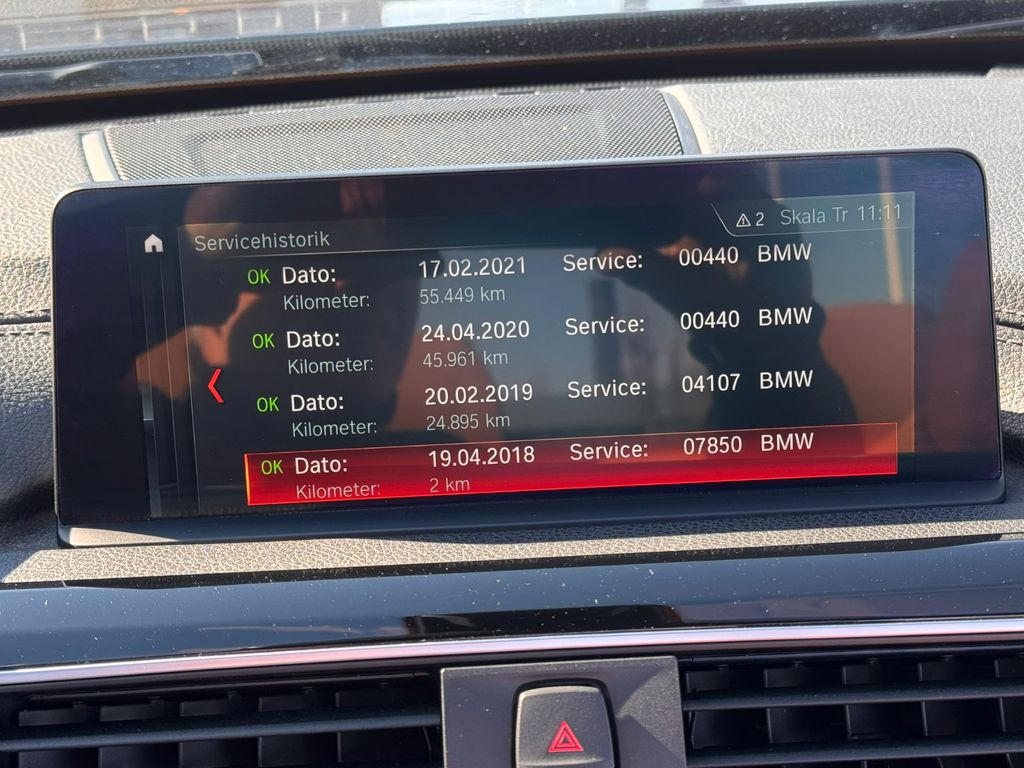 2 Skala Tr 11:11
Servicehistorik
OK Dato: 17.02.2021 Service: 00440 BMW
Kilometer: 55.449 km
OK Dato: 24.04.2020 Service: 00440 BMW
Kilometer: 45.961 km
OK Dato: 20.02.2019 Service: 04107 BMW
Kilometer: 24.895 km
OK Dato: 19.04.2018 Service: 07850 BMW
Kilometer: 2 km